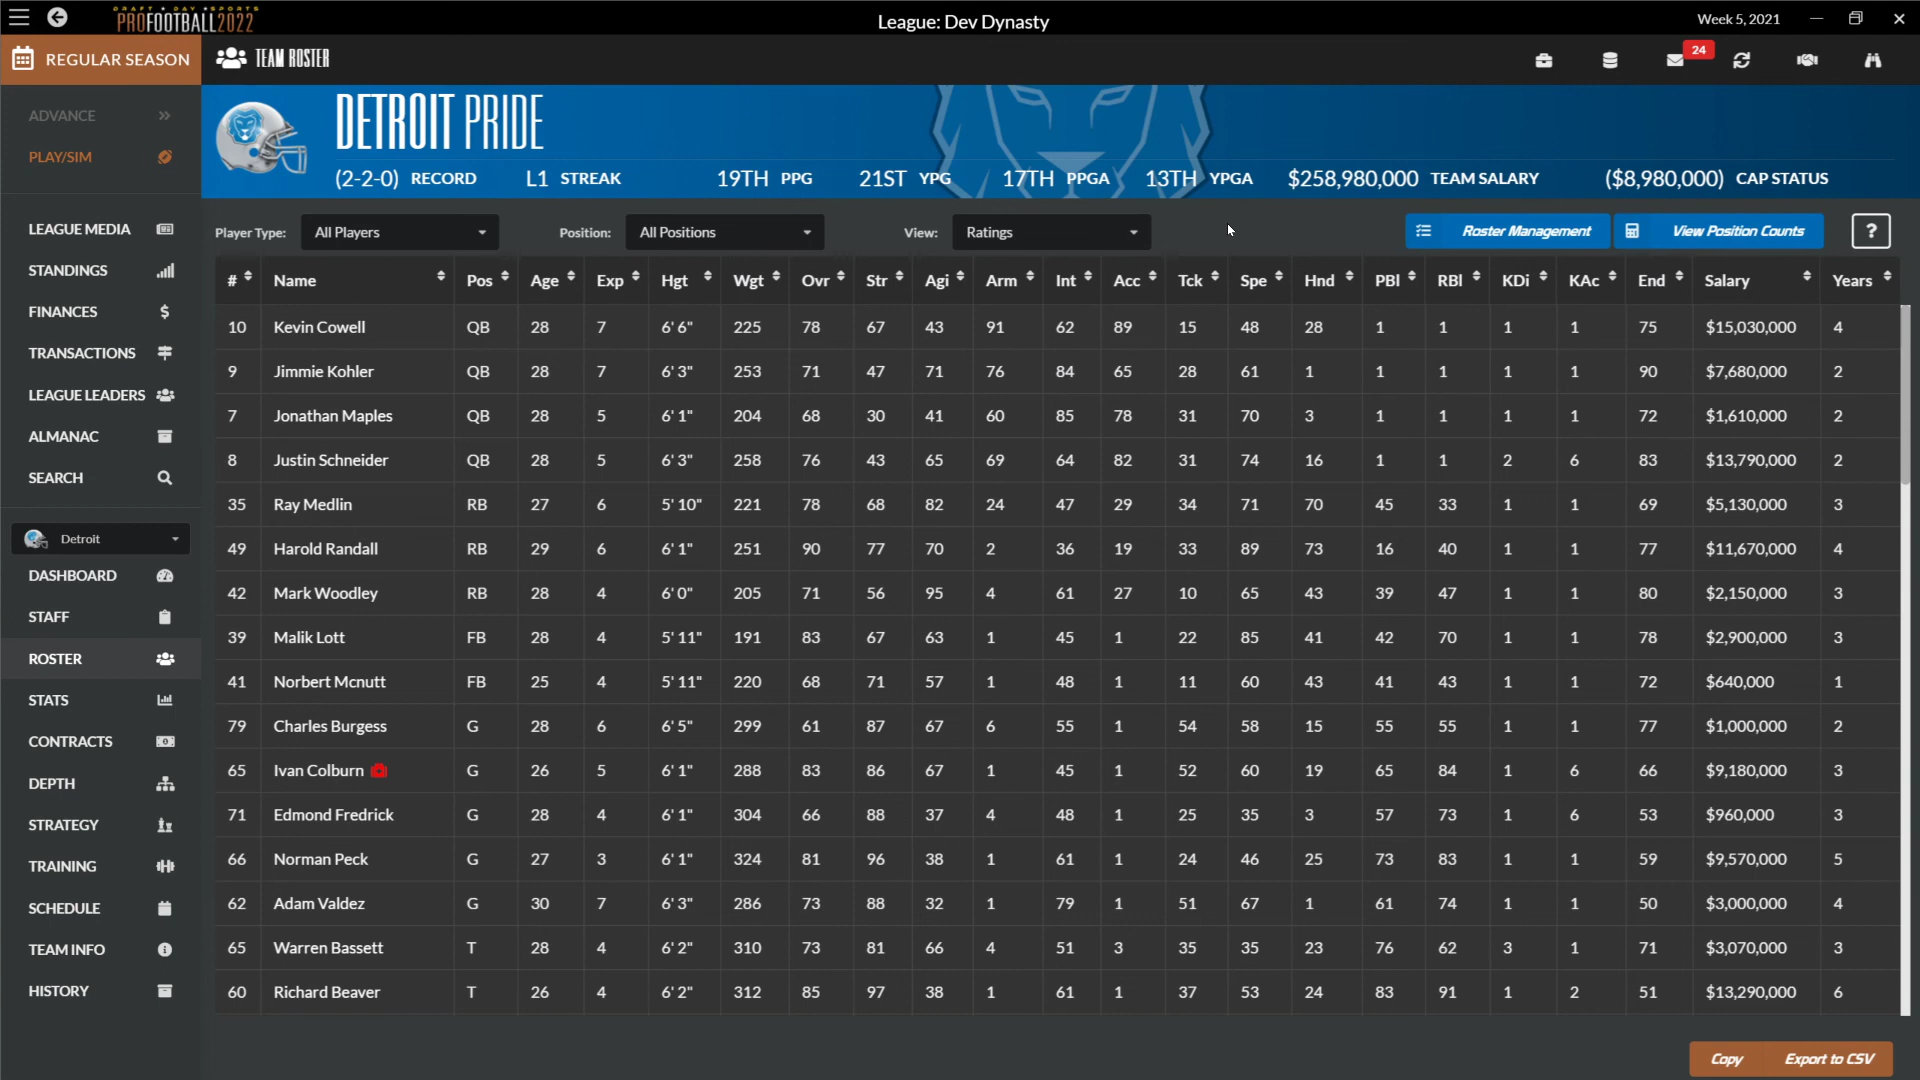 DRAFT DAY SPORTS
PROFOOTBALL2022
League: Dev Dynasty
Week 5, 2021
REGULAR SEASON
TEAM ROSTER
24
ADVANCE
PLAY/SIM
DETROIT PRIDE
(2-2-0) RECORD L1 STREAK 19TH PPG 21ST YPG 17TH PPGA 13TH YPGA $258,980,000 TEAM SALARY ($8,980,000) CAP STATUS
LEAGUE MEDIA
STANDINGS
FINANCES
TRANSACTIONS
LEAGUE LEADERS
ALMANAC
SEARCH
Detroit
DASHBOARD
STAFF
ROSTER
STATS
CONTRACTS
DEPTH
STRATEGY
TRAINING
SCHEDULE
TEAM INFO
HISTORY
Player Type: All Players Position: All Positions View: Ratings Roster Management View Position Counts ?
# Name Pos Age Exp Hgt Wgt Ovr Str Agi Arm Int Acc Tck Spe Hnd PBl RBl KDi KAc End Salary Years
10 Kevin Cowell QB 28 7 6' 6" 225 78 67 43 91 62 89 15 48 28 1 1 1 1 75 $15,030,000 4
9 Jimmie Kohler QB 28 7 6' 3" 253 71 47 71 76 84 65 28 61 1 1 1 1 1 90 $7,680,000 2
7 Jonathan Maples QB 28 5 6' 1" 204 68 30 41 60 85 78 31 70 3 1 1 1 1 72 $1,610,000 2
8 Justin Schneider QB 28 5 6' 3" 258 76 43 65 69 64 82 31 74 16 1 1 2 6 83 $13,790,000 2
35 Ray Medlin RB 27 6 5' 10" 221 78 68 82 24 47 29 34 71 70 45 33 1 1 69 $5,130,000 3
49 Harold Randall RB 29 6 6' 1" 251 90 77 70 2 36 19 33 89 73 16 40 1 1 77 $11,670,000 4
42 Mark Woodley RB 28 4 6' 0" 205 71 56 95 4 61 27 10 65 43 39 47 1 1 80 $2,150,000 3
39 Malik Lott FB 28 4 5' 11" 191 83 67 63 1 45 1 22 85 41 42 70 1 1 78 $2,900,000 3
41 Norbert Mcnutt FB 25 4 5' 11" 220 68 71 57 1 48 1 11 60 43 41 43 1 1 72 $640,000 1
79 Charles Burgess G 28 6 6' 5" 299 61 87 67 6 55 1 54 58 15 55 55 1 1 77 $1,000,000 2
65 Ivan Colburn G 26 5 6' 1" 288 83 86 67 1 45 1 52 60 19 65 84 1 6 66 $9,180,000 3
71 Edmond Fredrick G 28 4 6' 1" 304 66 88 37 4 48 1 25 35 3 57 73 1 6 53 $960,000 3
66 Norman Peck G 27 3 6' 1" 324 81 96 38 1 61 1 24 46 25 73 83 1 1 59 $9,570,000 5
62 Adam Valdez G 30 7 6' 3" 286 73 88 32 1 79 1 51 67 1 61 74 1 1 50 $3,000,000 4
65 Warren Bassett T 28 4 6' 2" 310 73 81 66 4 51 3 35 35 23 76 62 3 1 71 $3,070,000 3
60 Richard Beaver T 26 4 6' 2" 312 85 97 38 1 61 1 37 53 24 83 91 1 2 51 $13,290,000 6
Copy Export to CSV